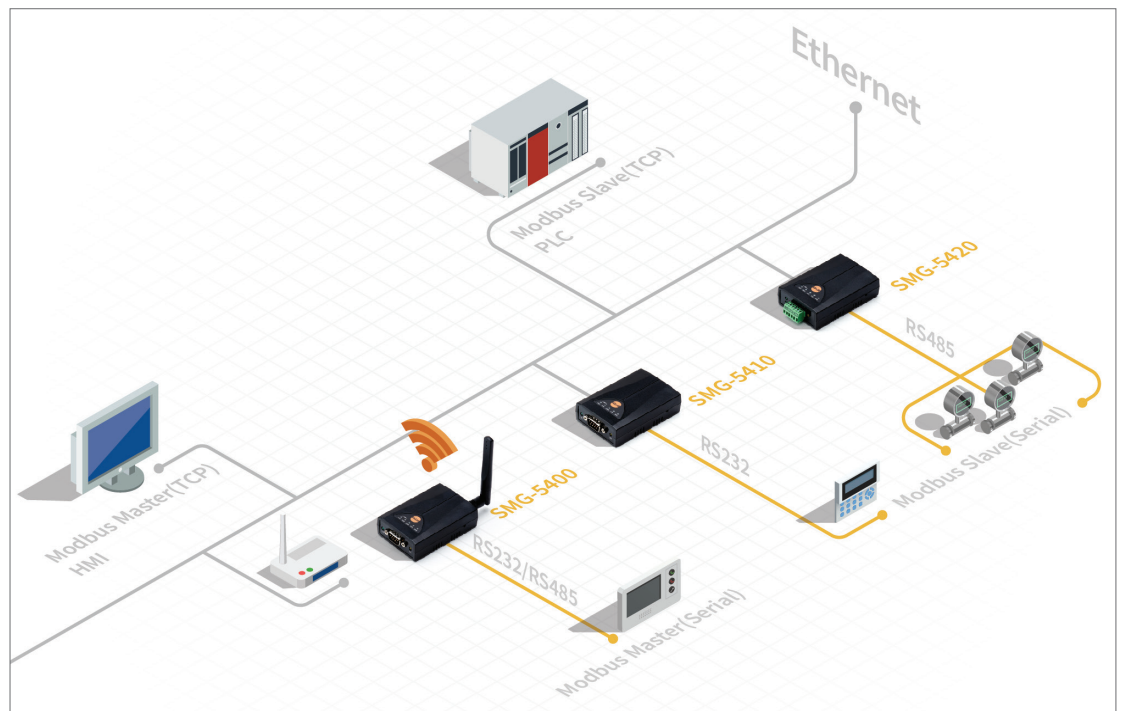 Ethernet
Modbus Slave(TCP)
PLC
SMG-5420
RS485
SMG-5410
RS232
Modbus Slave(Serial)
SMG-5400
RS232/RS485
Modbus Master(TCP)
HMI
Modbus Master(Serial)